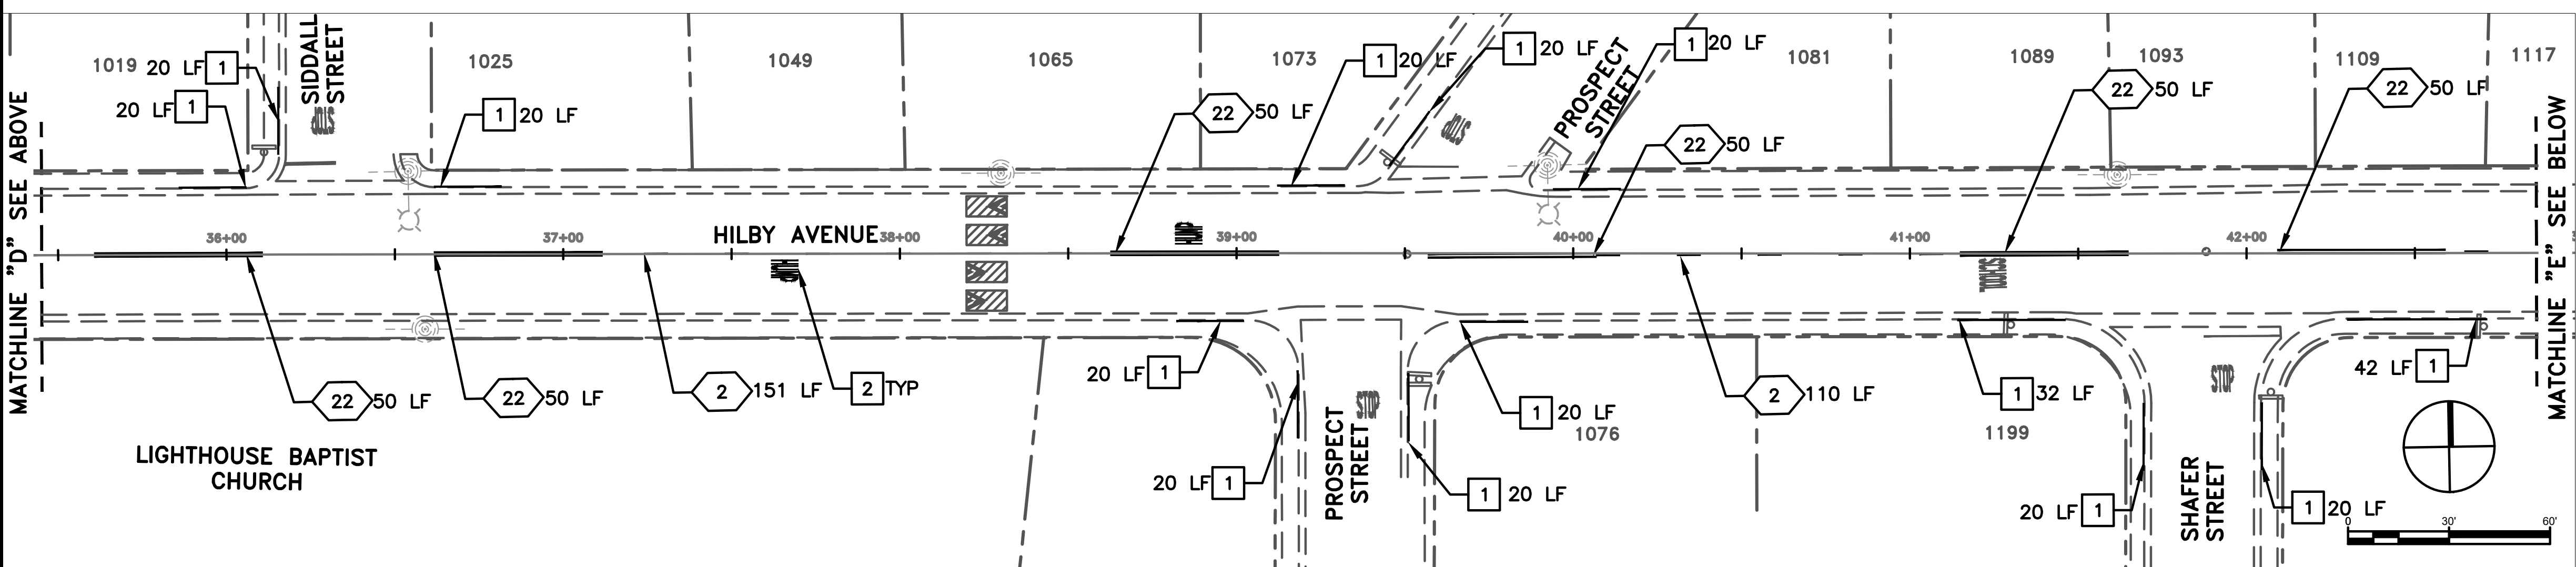 MATCHLINE "D" SEE ABOVE
1019
20 LF 1
20 LF 1
SIDDALL
STREET
STOP
1025
1 20 LF
1049
1065
1073
22 50 LF
1 20 LF
1 20 LF
STOP
PROSPECT
STREET
1 20 LF
22 50 LF
1081
1089
1093
22 50 LF
1109
22 50 LF
1117
MATCHLINE "E" SEE BELOW
36+00
37+00
HILBY AVENUE
38+00
39+00
40+00
41+00
42+00
SCHOOL
22 50 LF
22 50 LF
2 151 LF
2 TYP
20 LF 1
20 LF 1
PROSPECT
STREET
STOP
1 20 LF
1 20 LF
1076
2 110 LF
1 32 LF
1199
20 LF 1
SHAFER
STREET
STOP
1 20 LF
42 LF 1
LIGHTHOUSE BAPTIST
CHURCH
0 30' 60'